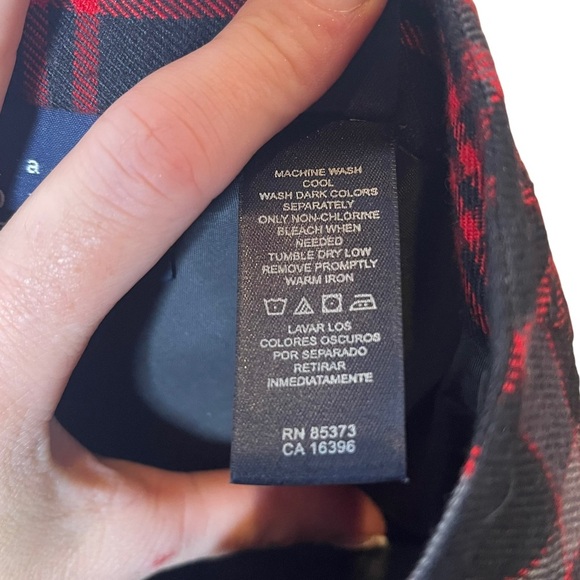 a
MACHINE WASH
COOL
WASH DARK COLORS
SEPARATELY
ONLY NON-CHLORINE
BLEACH WHEN
NEEDED
TUMBLE DRY LOW
REMOVE PROMPTLY
WARM IRON
LAVAR LOS
COLORES OSCUROS
POR SEPARADO
RETIRAR
INMEDIATAMENTE
RN 85373
CA 16396